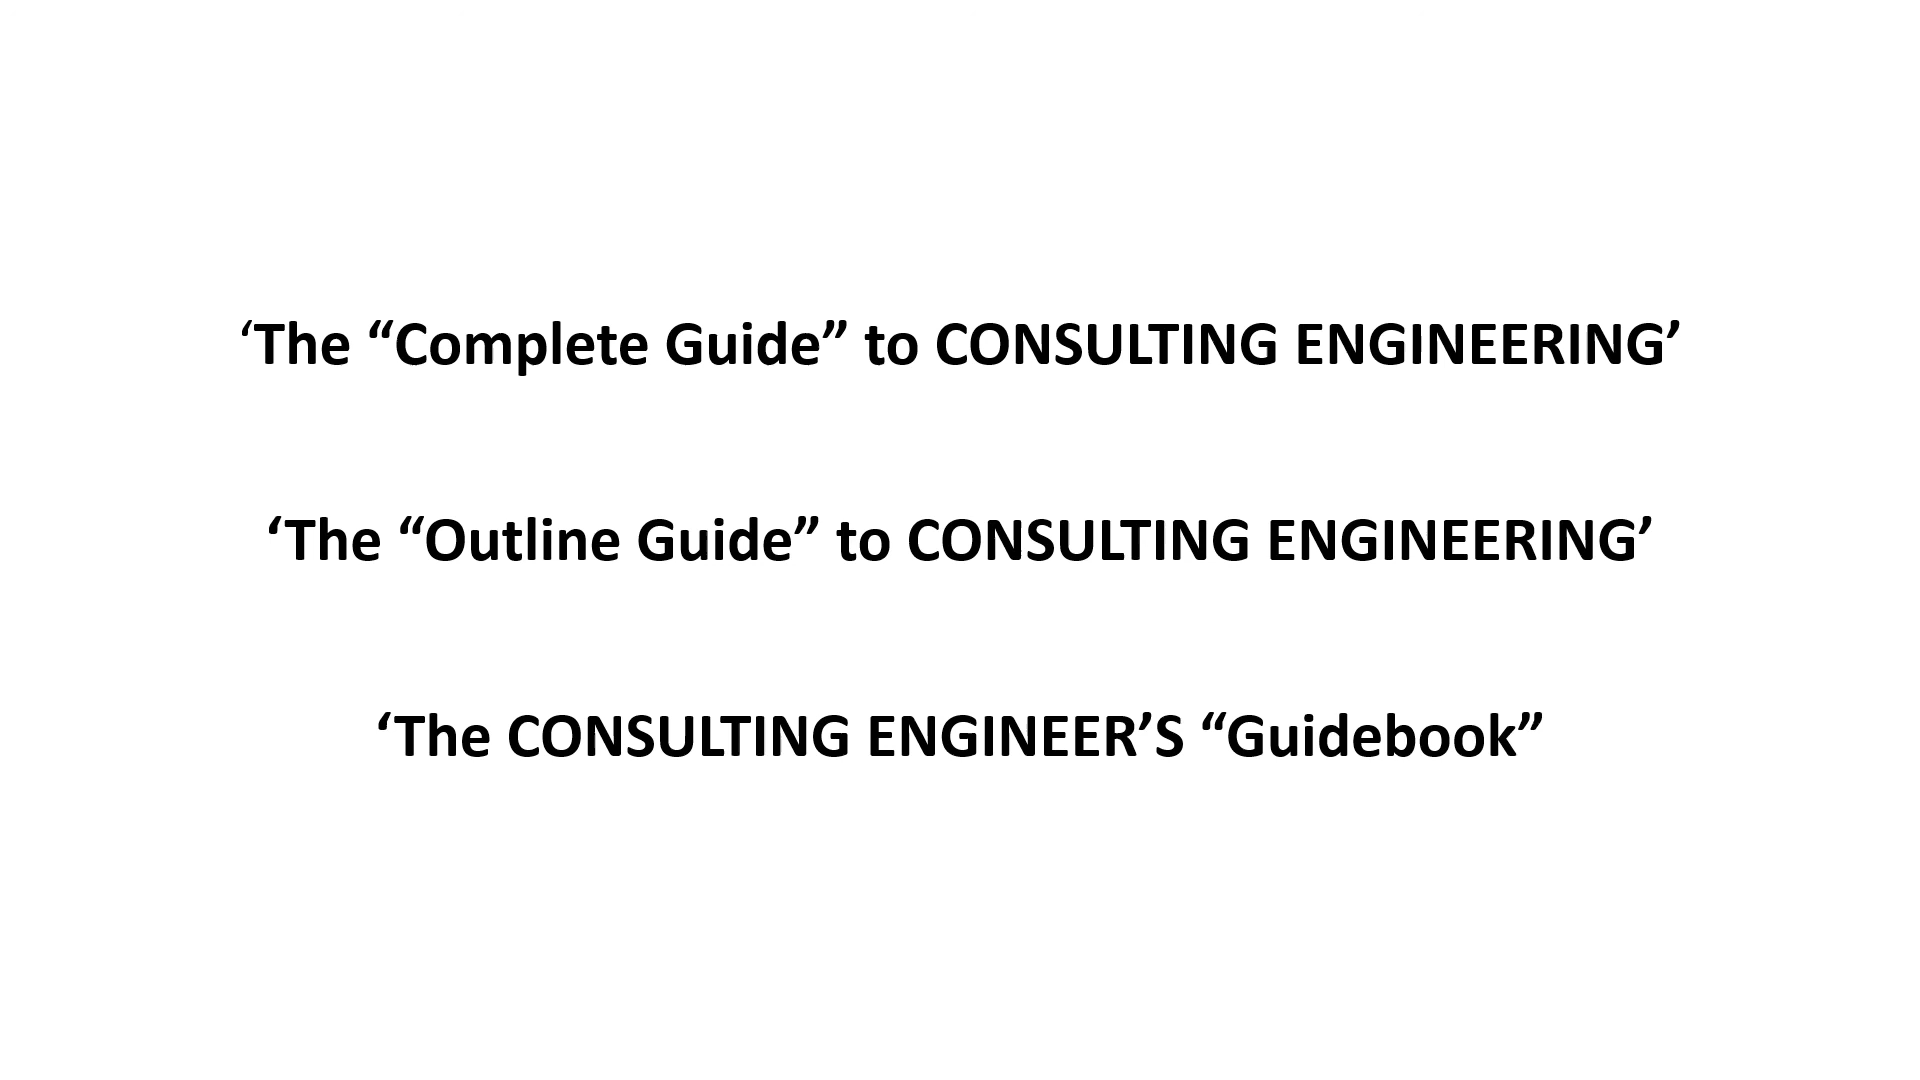 ‘The “Complete Guide” to CONSULTING ENGINEERING’
‘The “Outline Guide” to CONSULTING ENGINEERING’
‘The CONSULTING ENGINEER’S “Guidebook”